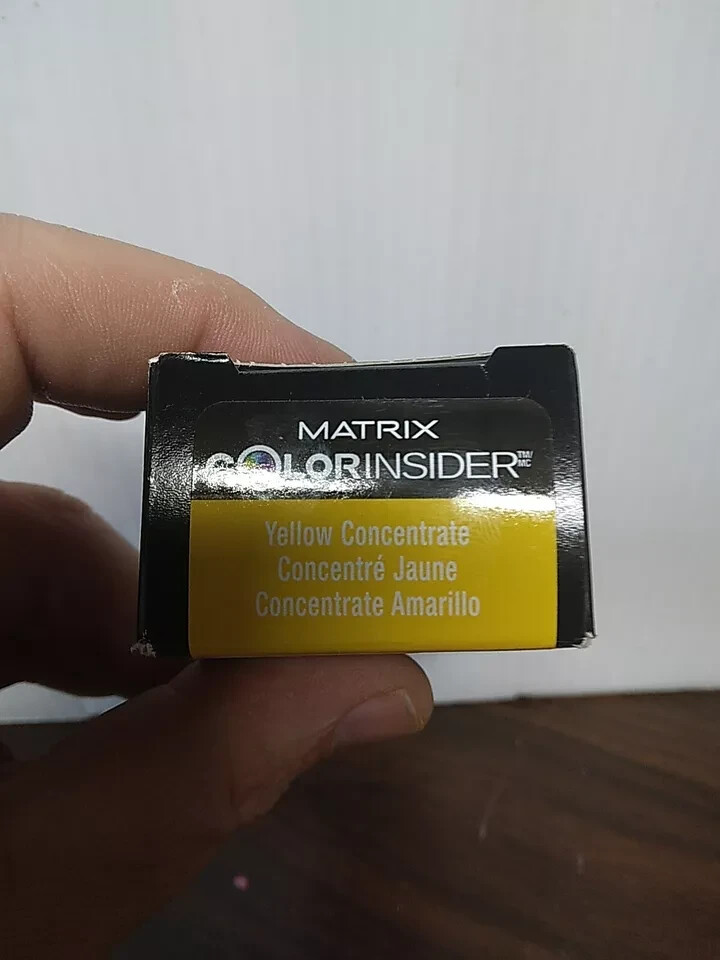 MATRIX
COLORINSIDER™/MC
Yellow Concentrate
Concentré Jaune
Concentrate Amarillo